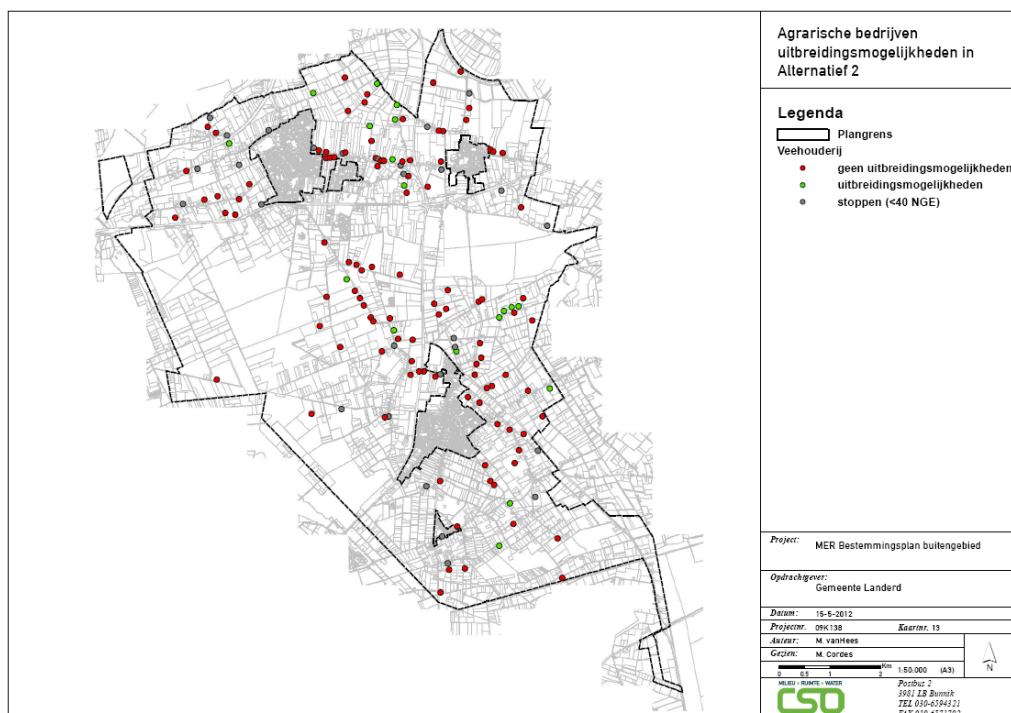 Agrarische bedrijven
uitbreidingsmogelijkheden in
Alternatief 2
Legenda
Plangrens
Veehouderij
geen uitbreidingsmogelijkheden
uitbreidingsmogelijkheden
stoppen (<40 NGE)
Project: MER Bestemmingsplan buitengebied
Opdrachtgever:
Gemeente Landerd
Datum: 15-5-2012
Projectnr. 09K138 Kaartnr. 13
Auteur: M. vanHees
Gezien: M. Cordes
Km 1:50.000 (A3)
0 0.5 1 2
N
MILIEU - RUIMTE - WATER
CSO
Postbus 2
3981 LB Bunnik
TEL 030-6594321